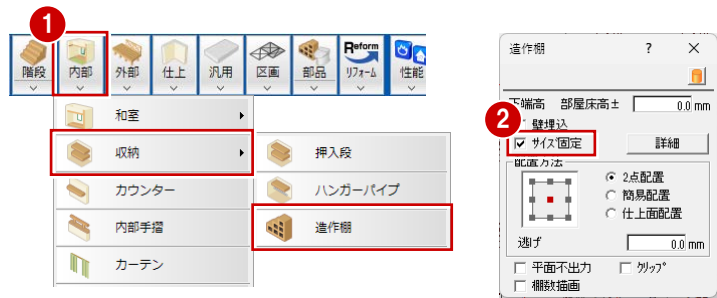 1
階段 内部 外部 仕上 汎用 区画 部品 Reform ﾘﾌｫｰﾑ 性能
和室
収納
カウンター
内部手摺
カーテン
押入段
ハンガーパイプ
造作棚
造作棚 ? ×
下端高 部屋床高± 0.0 mm
2
壁埋込
サイズ固定 詳細
配置方法
2点配置
簡易配置
仕上面配置
逃げ 0.0 mm
平面不出力 ｸﾘｯﾌﾟ
棚数描画